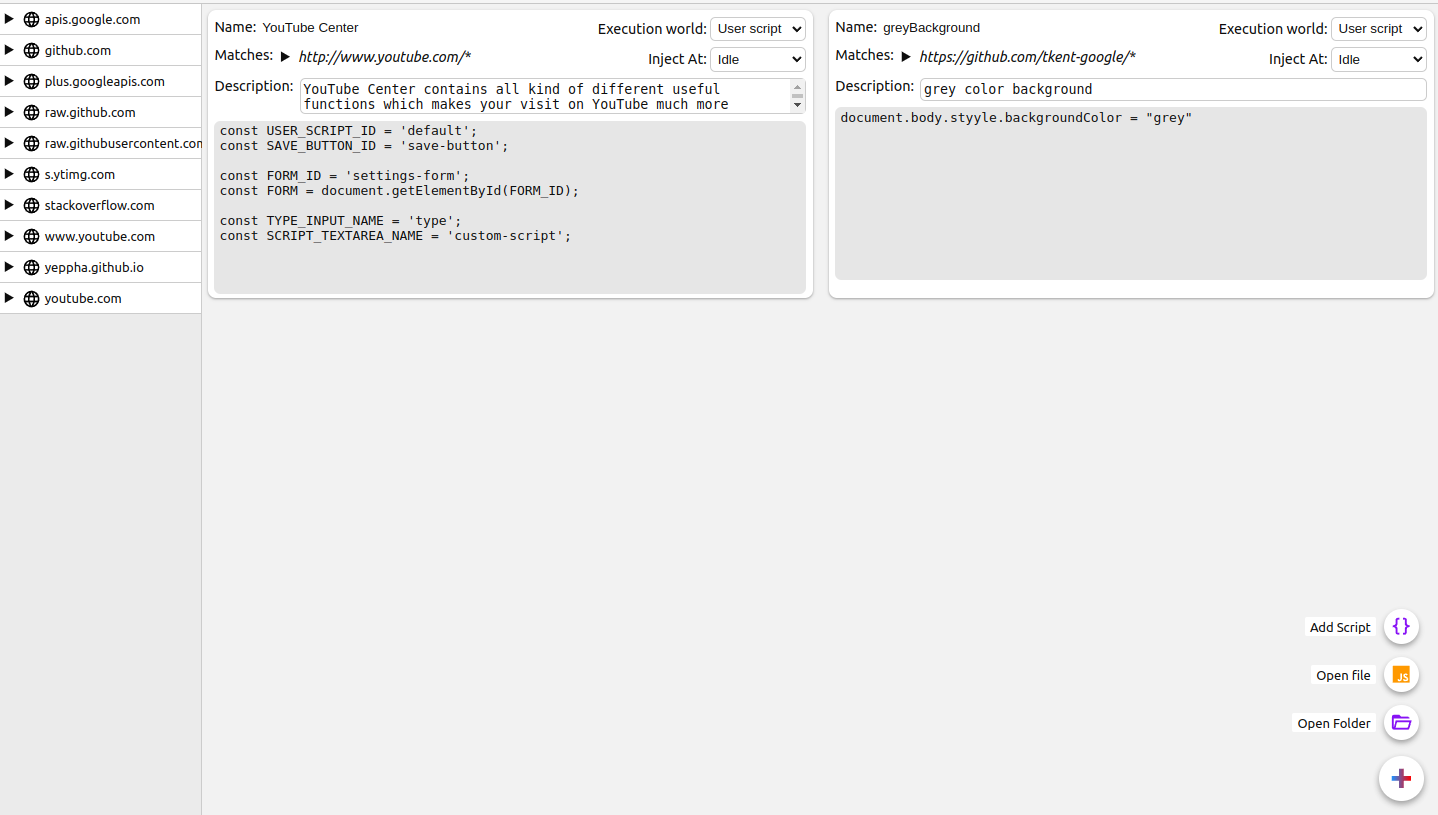 apis.google.com
github.com
plus.googleapis.com
raw.github.com
raw.githubusercontent.com
s.ytimg.com
stackoverflow.com
www.youtube.com
yeppha.github.io
youtube.com
Name: YouTube Center Execution world: User script
Matches: http://www.youtube.com/* Inject At: Idle
Description: YouTube Center contains all kind of different useful
functions which makes your visit on YouTube much more
const USER_SCRIPT_ID = 'default';
const SAVE_BUTTON_ID = 'save-button';
const FORM_ID = 'settings-form';
const FORM = document.getElementById(FORM_ID);
const TYPE_INPUT_NAME = 'type';
const SCRIPT_TEXTAREA_NAME = 'custom-script';
Name: greyBackground Execution world: User script
Matches: https://github.com/tkent-google/* Inject At: Idle
Description: grey color background
document.body.styyle.backgroundColor = "grey"
Add Script {}
Open file JS
Open Folder